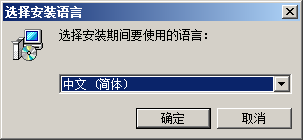 选择安装语言
选择安装期间要使用的语言：
中文 (简体)
确定
取消